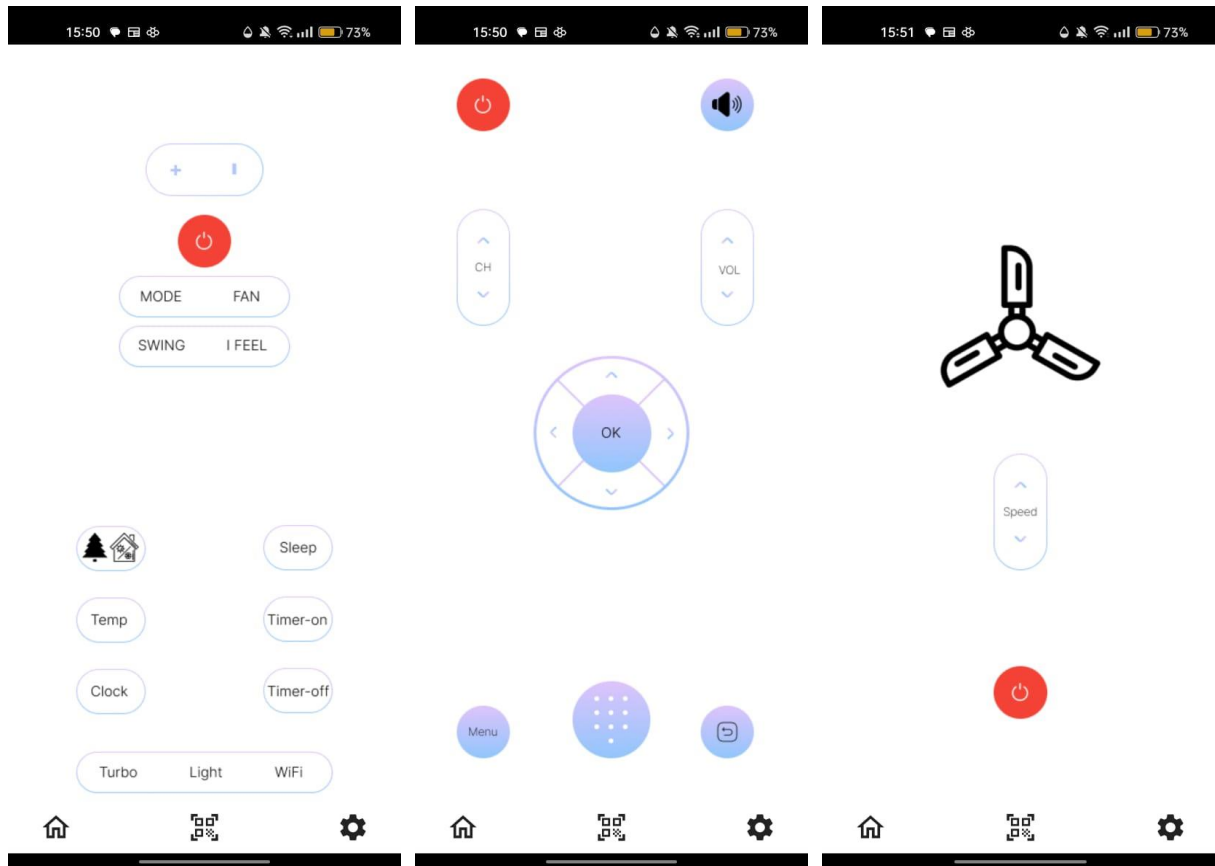 15:50
73%
+
MODE FAN
SWING I FEEL
Sleep
Temp Timer-on
Clock Timer-off
Turbo Light WiFi
15:50
73%
CH
VOL
OK
Menu
15:51
73%
Speed